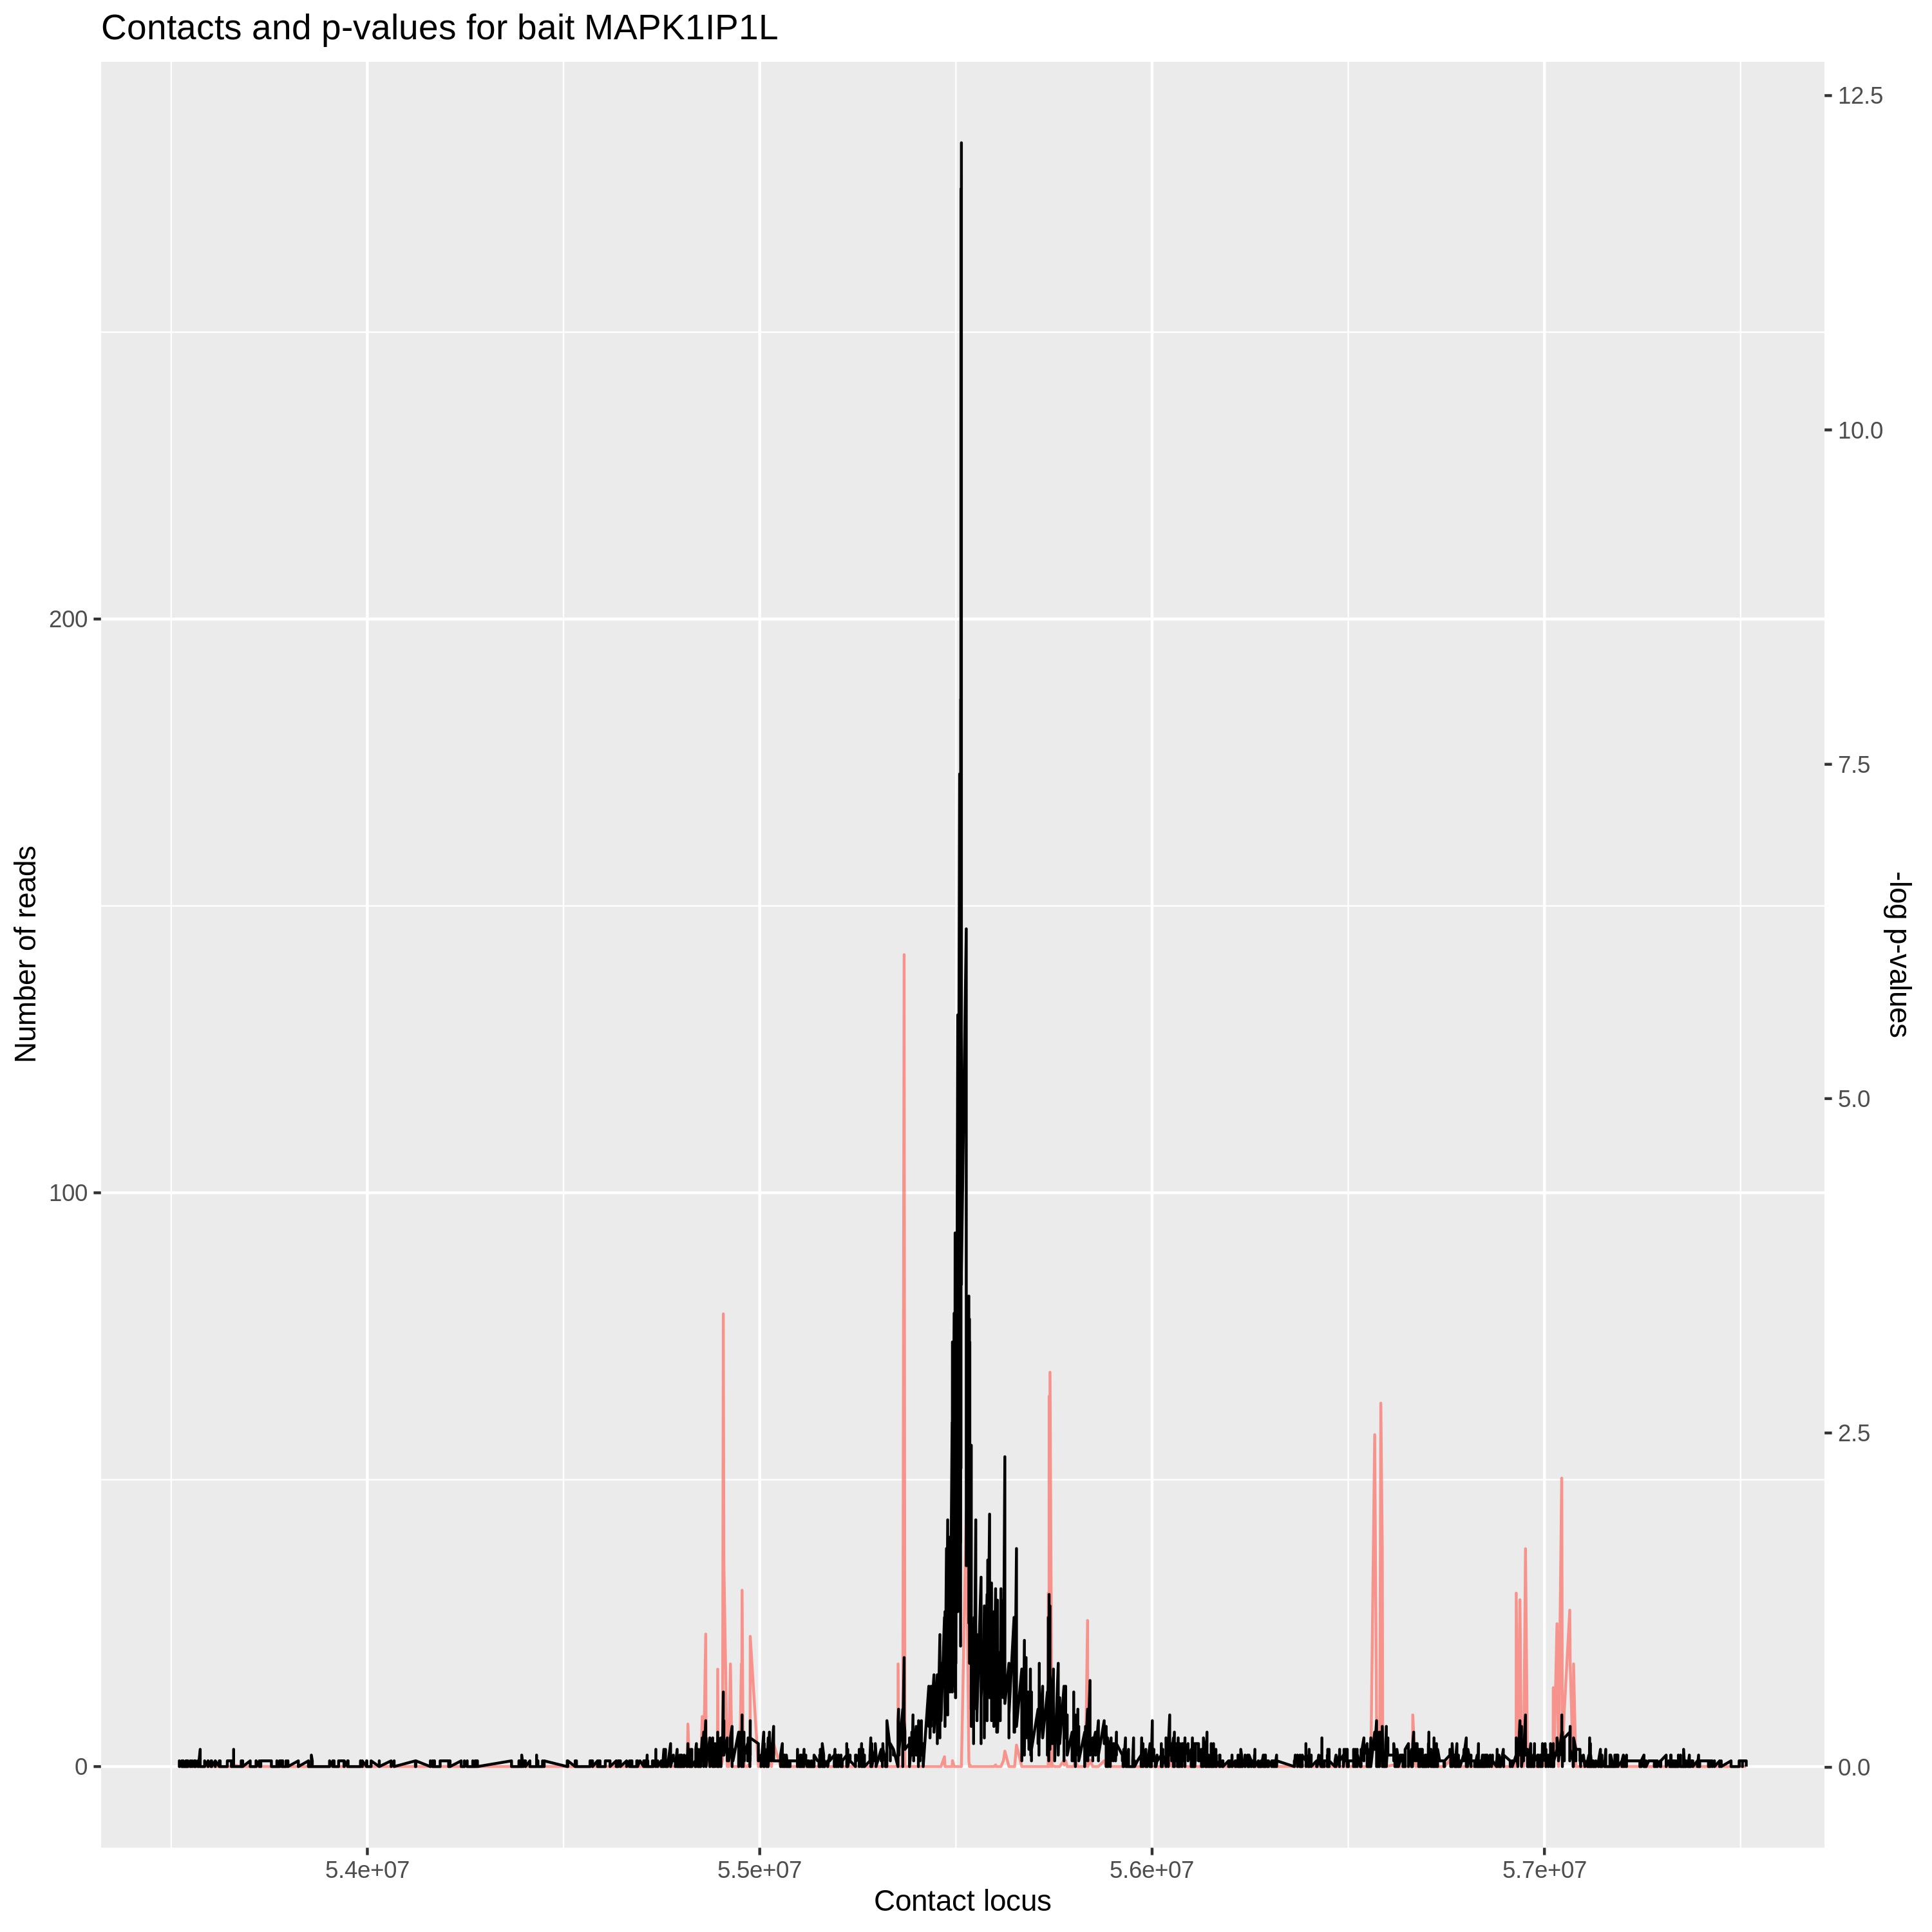 Contacts and p-values for bait MAPK1IP1L
12.5
10.0
200
7.5
Number of reads
-log p-values
5.0
100
2.5
0
0.0
5.4e+07
5.5e+07
5.6e+07
5.7e+07
Contact locus